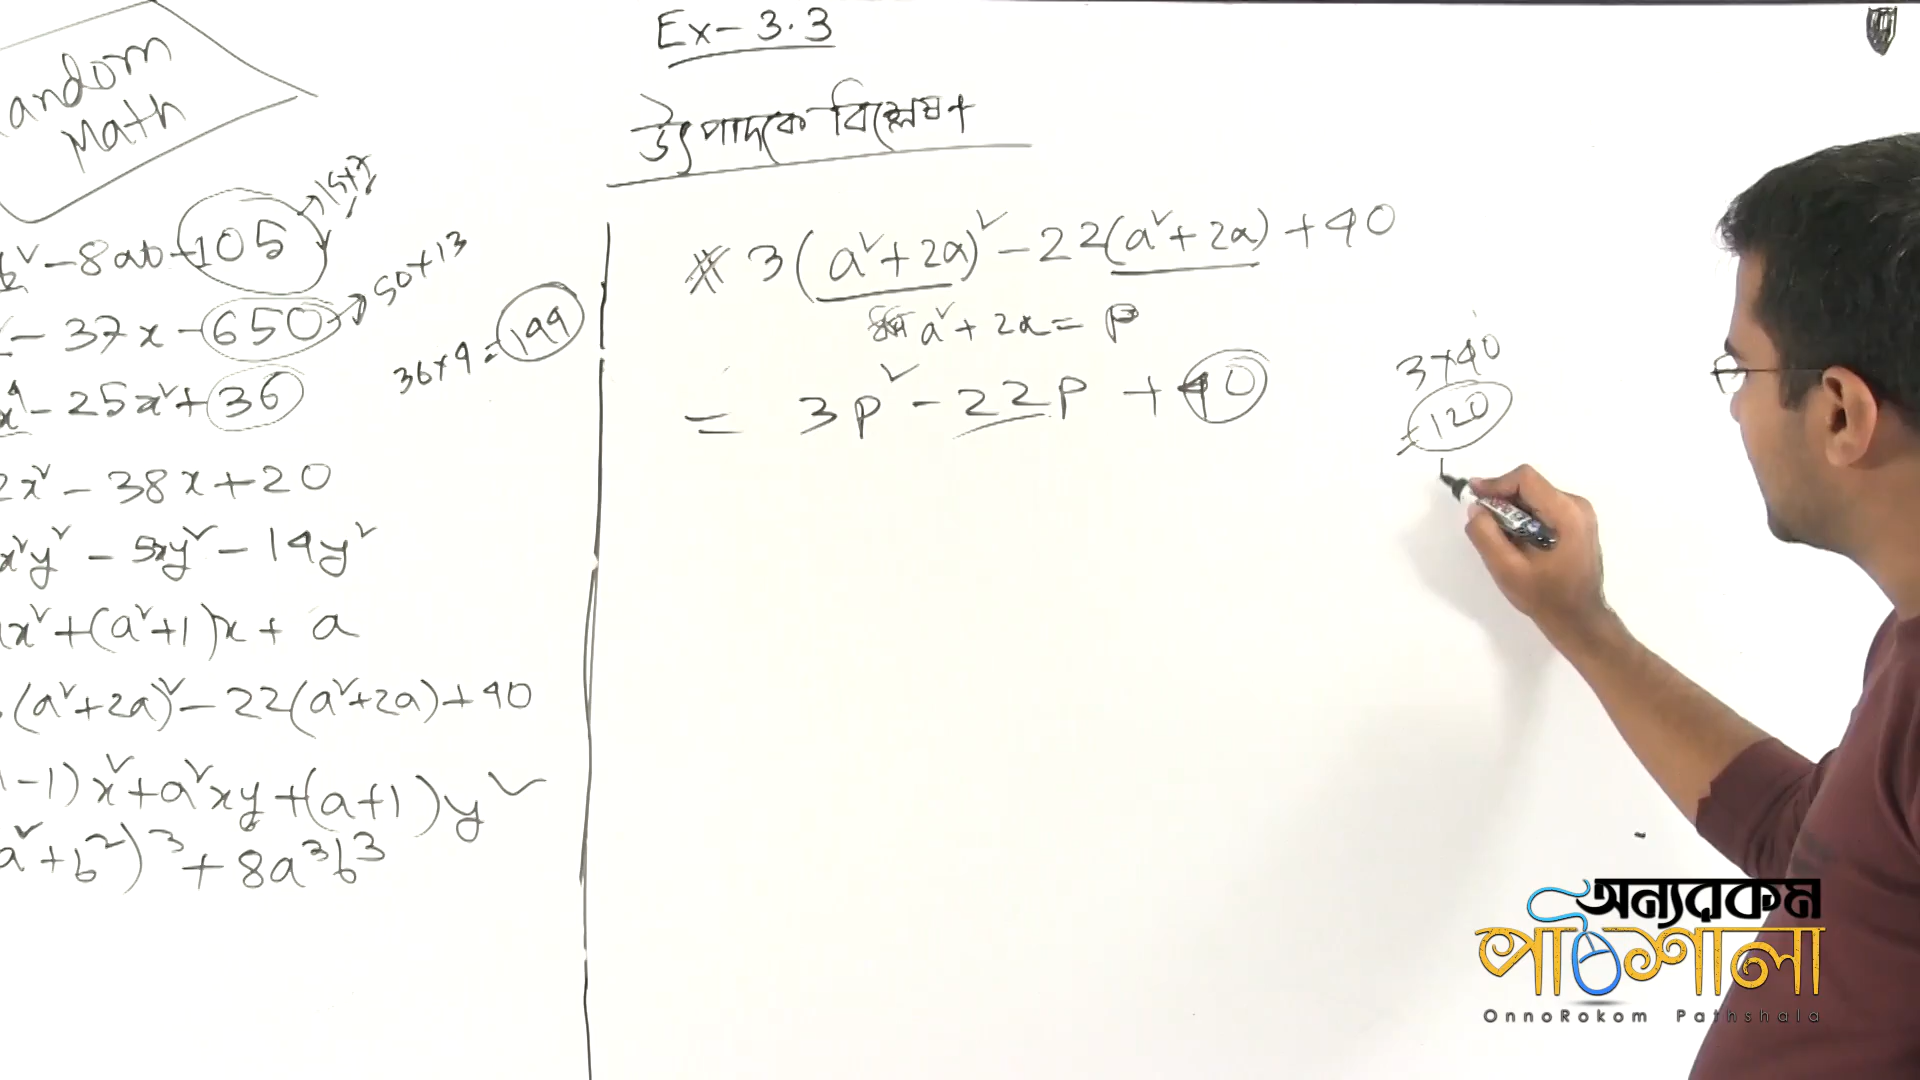 Ex-3.3
উৎপাদকে বিশ্লেষণ
andom
Math
b² - 8ab - 105 → 15×7
- 37x - 650 → 50×13
x⁴ - 25x² + 36
36×4 = 144
2x² - 38x + 20
x²y² - 5xy² - 14y²
x² + (a²+1)x + a
(a²+2a)² - 22(a²+2a) + 40
-1)x² + a²xy + (a+1)y²
a²+b²)³ + 8a³b³
* 3(a²+2a)² - 22(a²+2a) + 40
a² + 2a = p
= 3p² - 22p + 40
3×40
= 120
অন্যরকম
পাঠশালা
OnnoRokom Pathshala